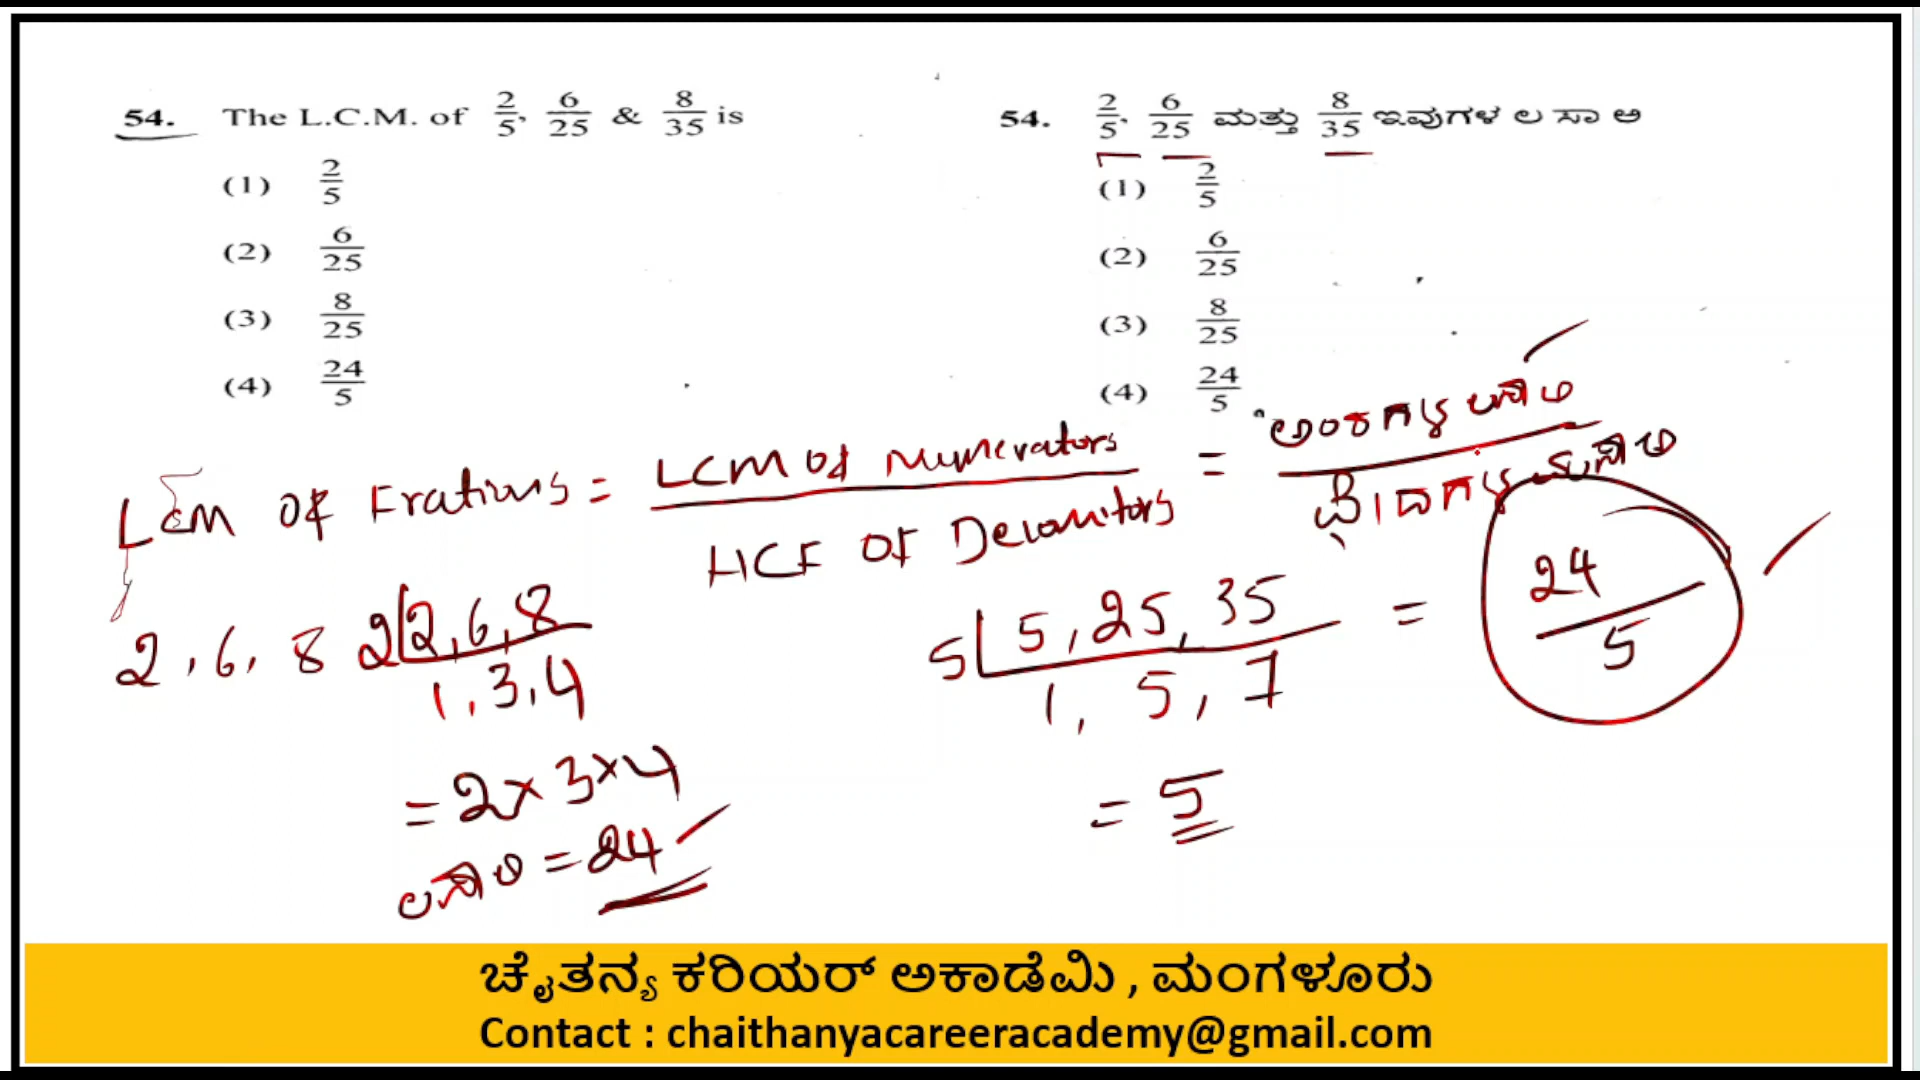 54. The L.C.M. of 2/5, 6/25 & 8/35 is
(1) 2/5
(2) 6/25
(3) 8/25
(4) 24/5
54. 2/5, 6/25 ಮತ್ತು 8/35 ಇವುಗಳ ಲ ಸಾ ಅ
(1) 2/5
(2) 6/25
(3) 8/25
(4) 24/5
LCM Of Frations = LCM Of Numerators / HCF Of = ಅಂಶಗಳ ಲಸಾಅ /
2, 6, 8
2 | 2, 6, 8
1, 3, 4
= 2 × 3 × 4
ಲಸಾಅ = 24
5 | 5, 25, 35
1, 5, 7
= 5
= 24/5
ಚೈತನ್ಯ ಕರಿಯರ್ ಅಕಾಡೆಮಿ , ಮಂಗಳೂರು
Contact : chaithanyacareeracademy@gmail.com